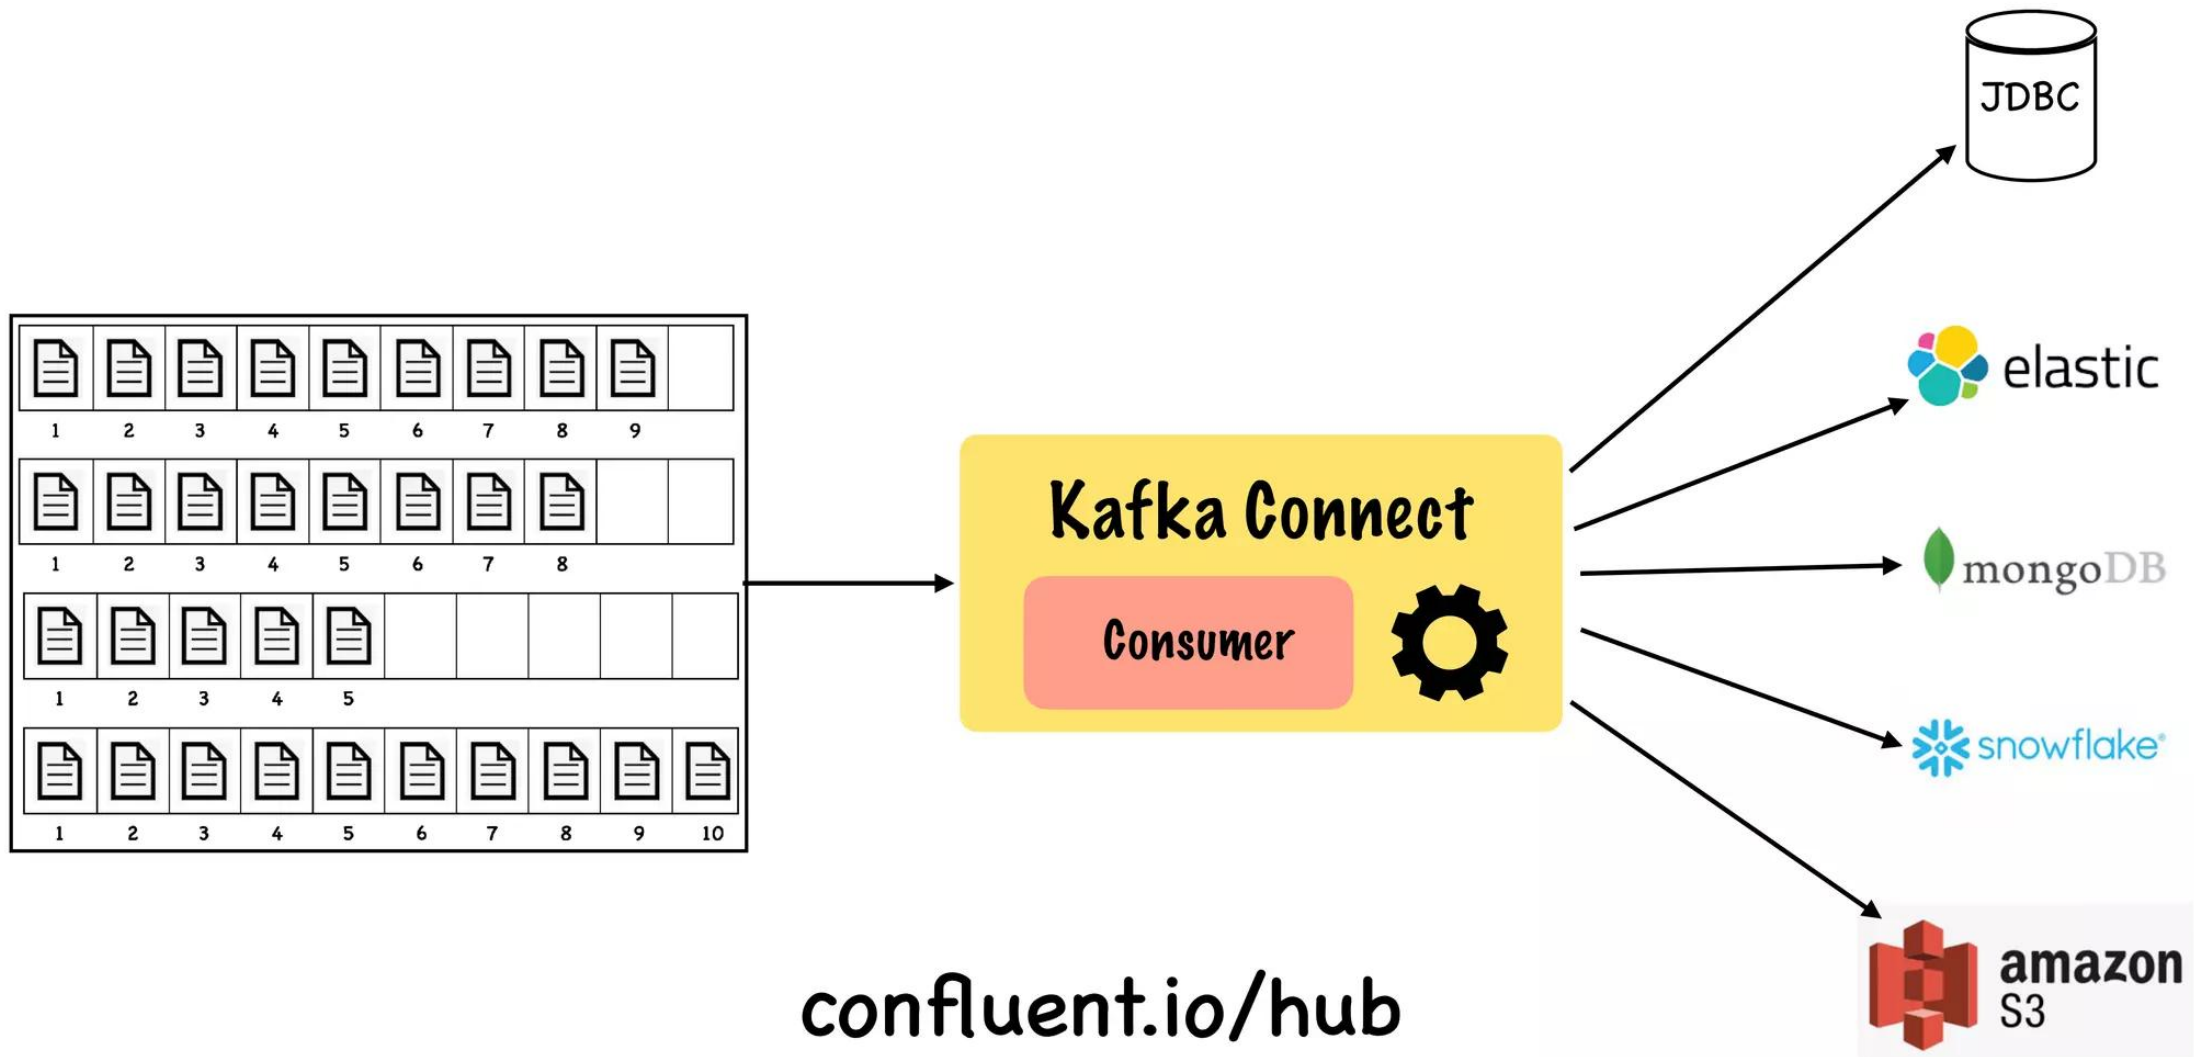 JDBC
elastic
1 2 3 4 5 6 7 8 9
Kafka Connect
1 2 3 4 5 6 7 8
mongoDB
Consumer
1 2 3 4 5
snowflake®
1 2 3 4 5 6 7 8 9 10
amazon
S3
confluent.io/hub